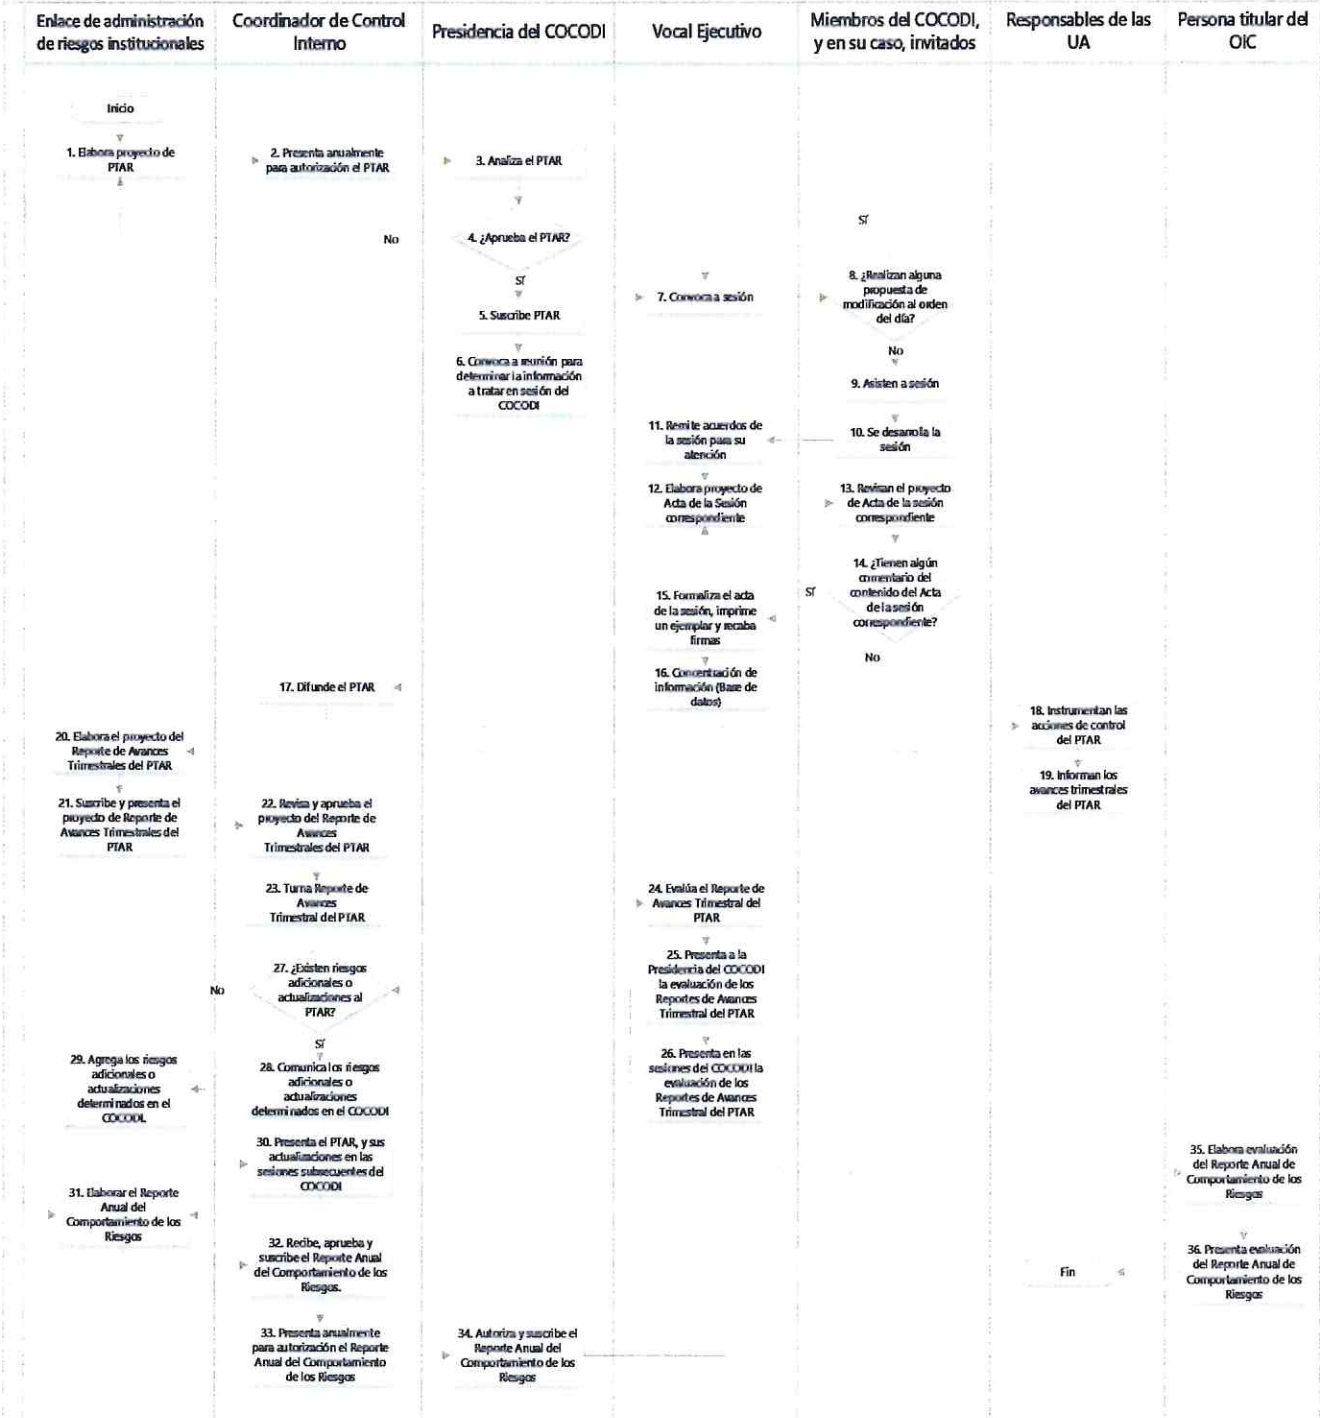 Enlace de administración
de riesgos institucionales
Coordinador de Control
Interno
Presidencia del COCODI
Vocal Ejecutivo
Miembros del COCODI,
y en su caso, invitados
Responsables de las
UA
Persona titular del
OIC
Inicio
1. Elabora proyecto de
PTAR
2. Presenta anualmente
para autorización el PTAR
3. Analiza el PTAR
No
4. ¿Aprueba el PTAR?
Sí
5. Suscribe PTAR
6. Convoca a reunión para
determinar la información
a tratar en sesión del
COCODI
7. Convoca a sesión
Sí
8. ¿Realizan alguna
propuesta de
modificación al orden
del día?
No
9. Asisten a sesión
10. Se desarrolla la
sesión
11. Remite acuerdos de
la sesión para su
atención
12. Elabora proyecto de
Acta de la Sesión
correspondiente
13. Revisan el proyecto
de Acta de la sesión
correspondiente
14. ¿Tienen algún
comentario del
contenido del Acta
de la sesión
correspondiente?
Sí
No
15. Formaliza el acta
de la sesión, imprime
un ejemplar y recaba
firmas
16. Concentración de
información (Base de
datos)
17. Difunde el PTAR
18. Instrumentan las
acciones de control
del PTAR
19. Informan los
avances trimestrales
del PTAR
20. Elabora el proyecto del
Reporte de Avances
Trimestrales del PTAR
21. Suscribe y presenta el
proyecto de Reporte de
Avances Trimestrales del
PTAR
22. Revisa y aprueba el
proyecto del Reporte de
Avances
Trimestrales del PTAR
23. Turna Reporte de
Avances
Trimestral del PTAR
24. Evalúa el Reporte de
Avances Trimestral del
PTAR
25. Presenta a la
Presidencia del COCODI
la evaluación de los
Reportes de Avances
Trimestral del PTAR
26. Presenta en las
sesiones del COCODI la
evaluación de los
Reportes de Avances
Trimestral del PTAR
27. ¿Existen riesgos
adicionales o
actualizaciones al
PTAR?
No
Sí
28. Comunica los riesgos
adicionales o
actualizaciones
determinados en el COCODI
29. Agrega los riesgos
adicionales o
actualizaciones
determinados en el
COCODI.
30. Presenta el PTAR, y sus
actualizaciones en las
sesiones subsecuentes del
COCODI
31. Elaborar el Reporte
Anual del
Comportamiento de los
Riesgos
32. Recibe, aprueba y
suscribe el Reporte Anual
del Comportamiento de los
Riesgos.
33. Presenta anualmente
para autorización el Reporte
Anual del Comportamiento
de los Riesgos
34. Autoriza y suscribe el
Reporte Anual del
Comportamiento de los
Riesgos
35. Elabora evaluación
del Reporte Anual de
Comportamiento de los
Riesgos
36. Presenta evaluación
del Reporte Anual de
Comportamiento de los
Riesgos
Fin